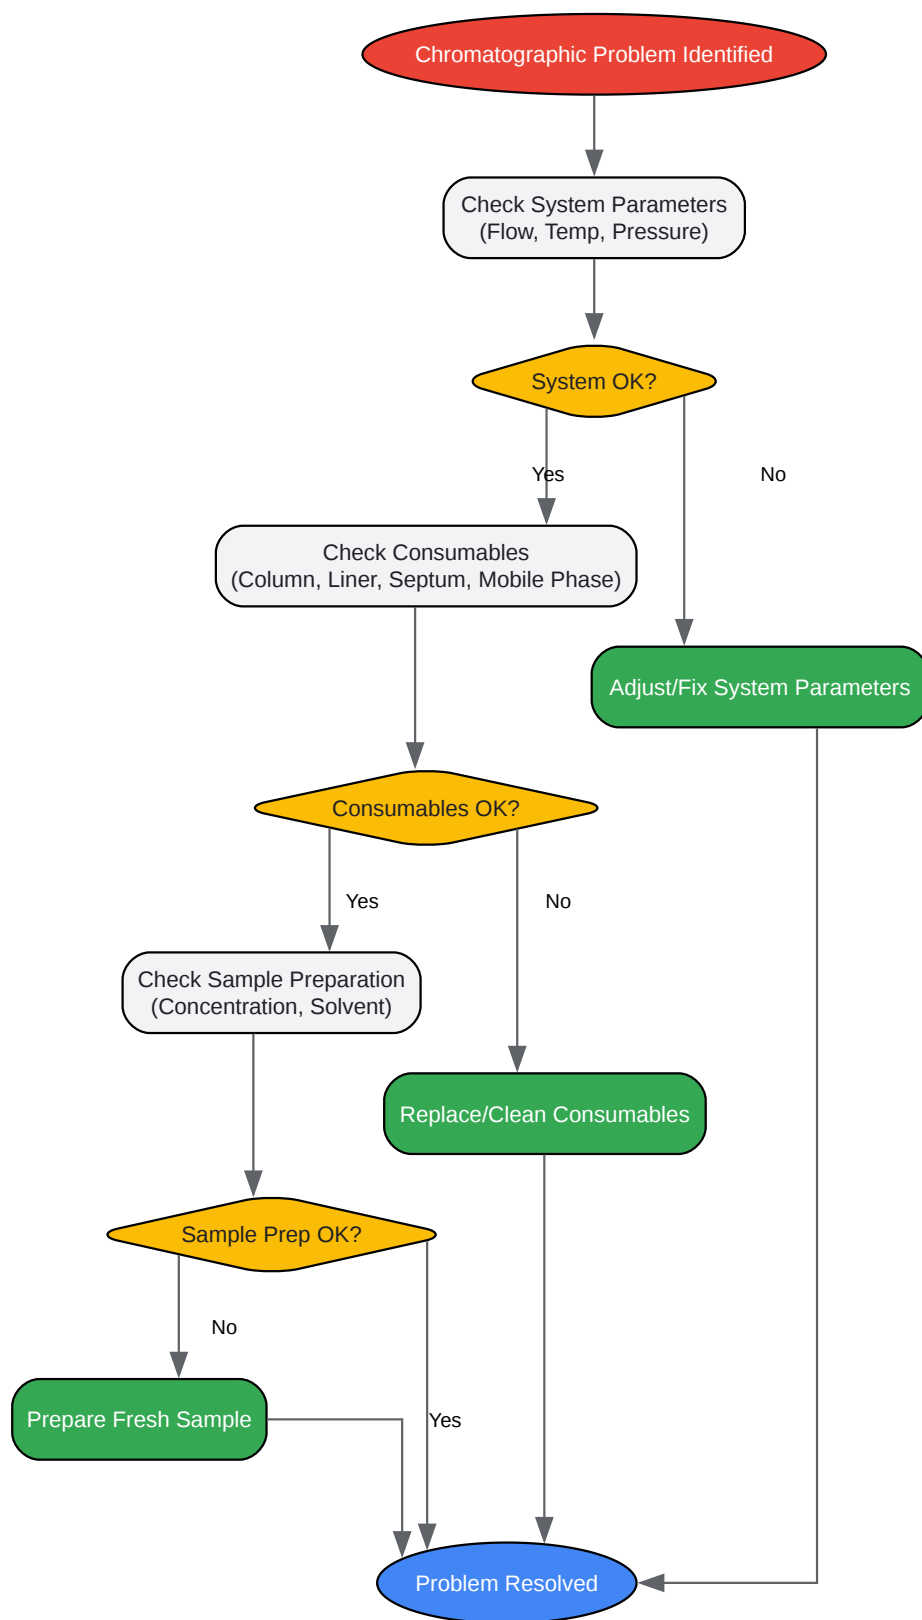 Chromatographic Problem Identified
Check System Parameters
(Flow, Temp, Pressure)
System OK?
Yes
No
Check Consumables
(Column, Liner, Septum, Mobile Phase)
Adjust/Fix System Parameters
Consumables OK?
Yes
No
Check Sample Preparation
(Concentration, Solvent)
Replace/Clean Consumables
Sample Prep OK?
No
Prepare Fresh Sample
Yes
Problem Resolved